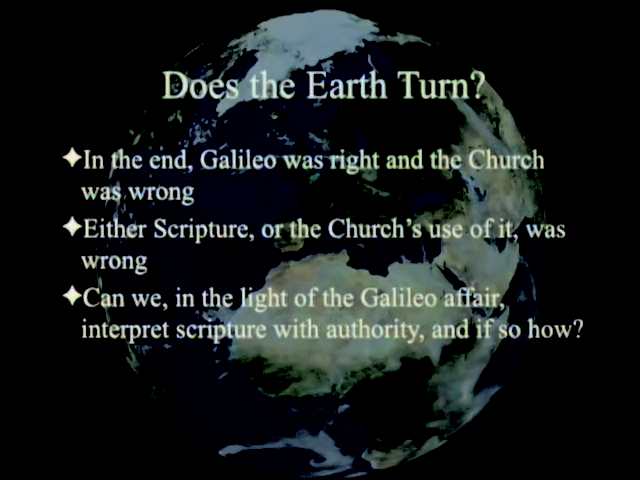 Does the Earth Turn?
✦In the end, Galileo was right and the Church
was wrong
✦Either Scripture, or the Church's use of it, was
wrong
✦Can we, in the light of the Galileo affair,
interpret scripture with authority, and if so how?